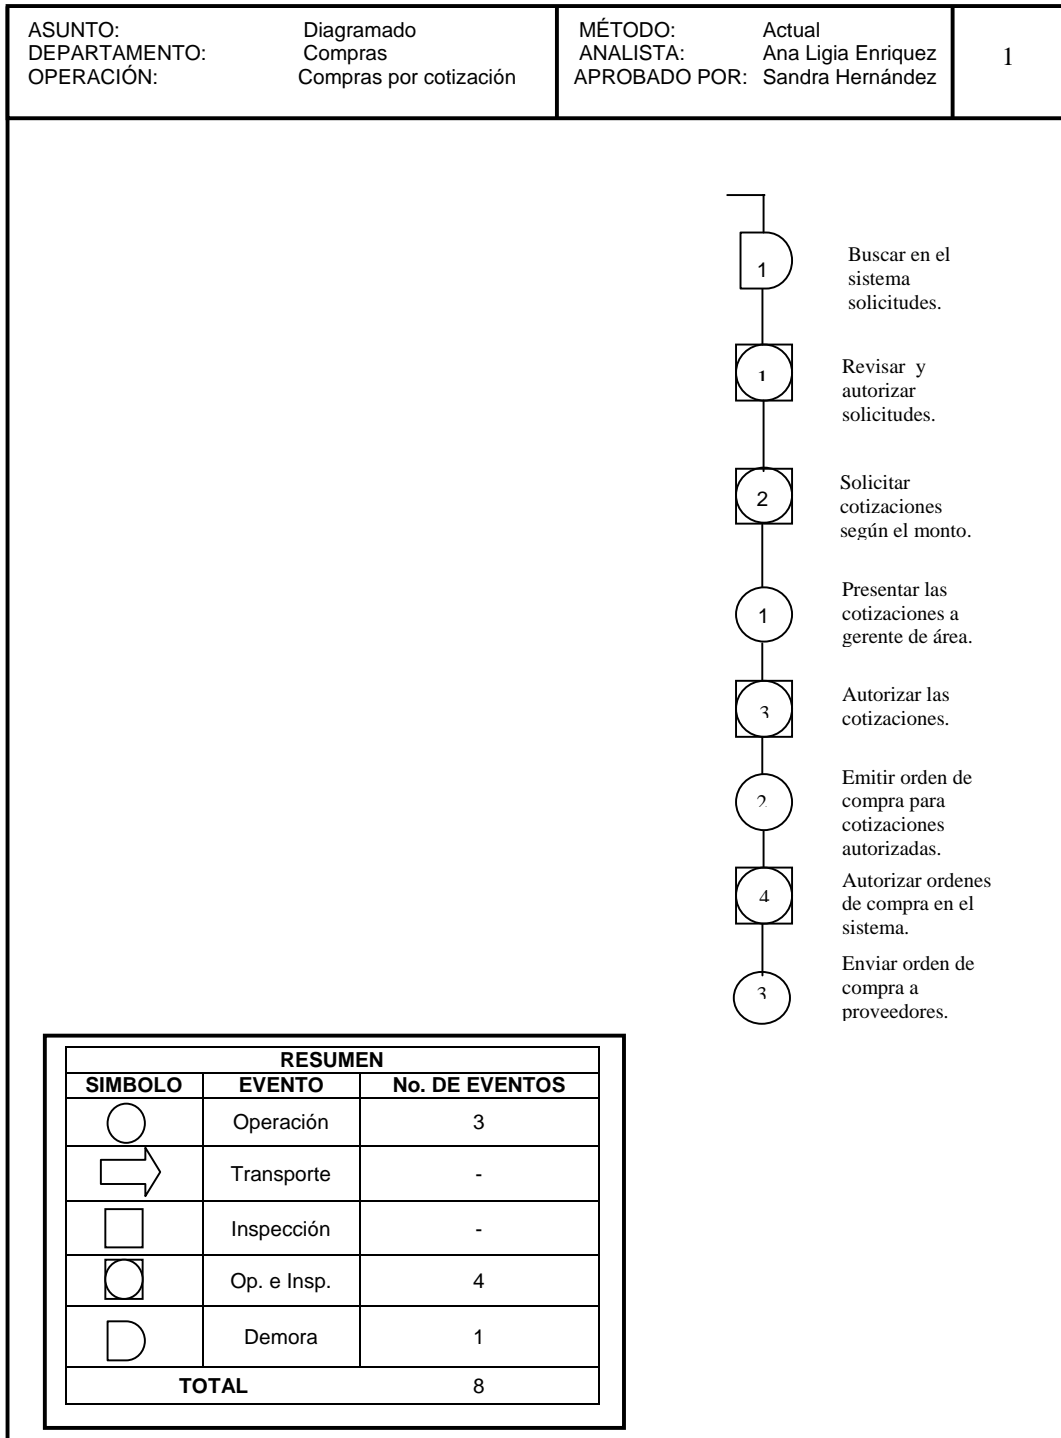 ASUNTO: Diagramado
DEPARTAMENTO: Compras
OPERACIÓN: Compras por cotización
MÉTODO: Actual
ANALISTA: Ana Ligia Enriquez
APROBADO POR: Sandra Hernández
1
1
Buscar en el
sistema
solicitudes.
1
Revisar y
autorizar
solicitudes.
2
Solicitar
cotizaciones
según el monto.
1
Presentar las
cotizaciones a
gerente de área.
3
Autorizar las
cotizaciones.
2
Emitir orden de
compra para
cotizaciones
autorizadas.
4
Autorizar ordenes
de compra en el
sistema.
3
Enviar orden de
compra a
proveedores.
RESUMEN
SIMBOLO EVENTO No. DE EVENTOS
Operación 3
Transporte -
Inspección -
Op. e Insp. 4
Demora 1
TOTAL 8